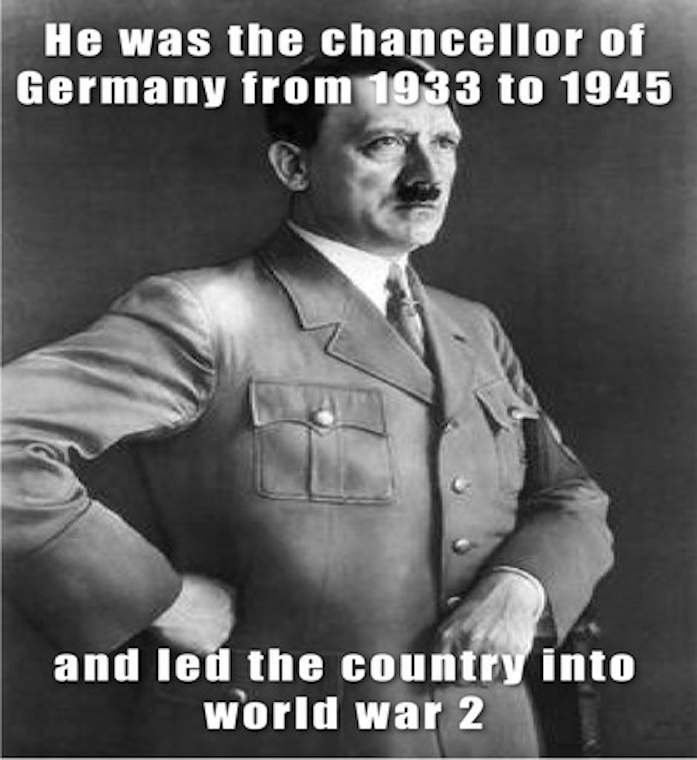 He was the chancellor of
Germany from 1933 to 1945
and led the country into
world war 2